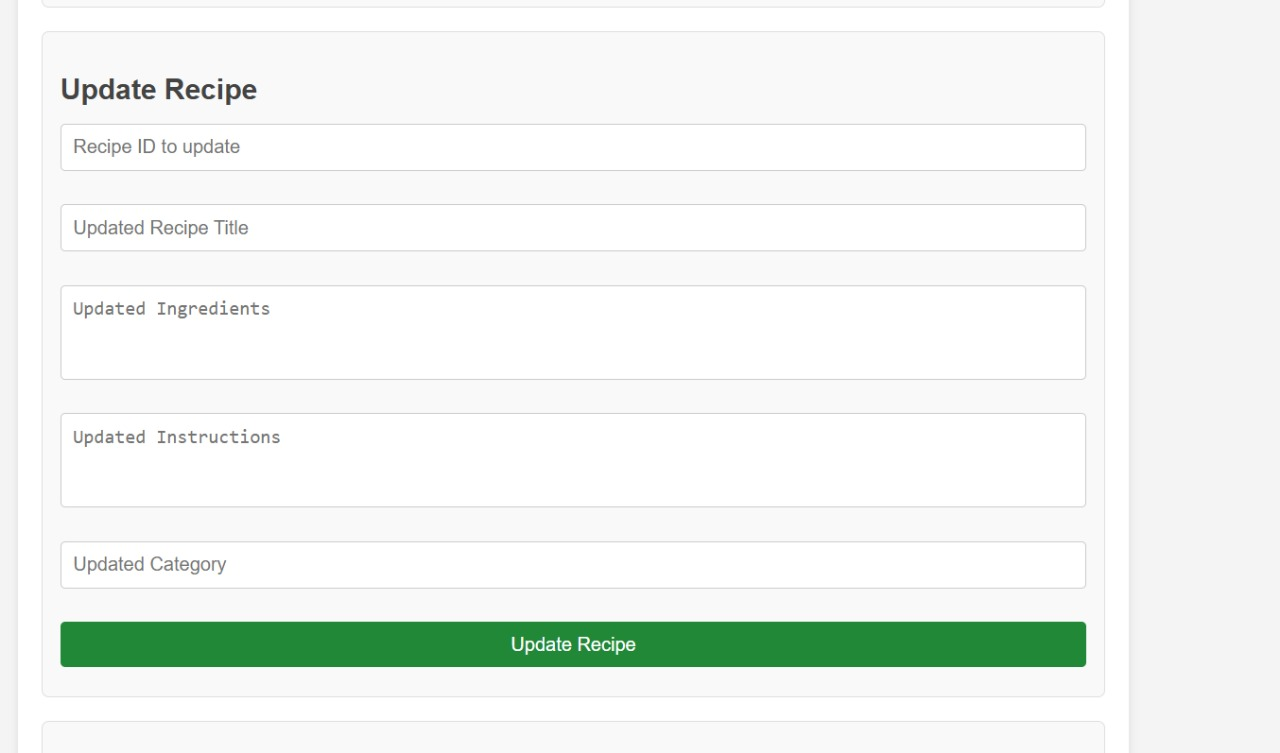 Update Recipe
Recipe ID to update
Updated Recipe Title
Updated Ingredients
Updated Instructions
Updated Category
Update Recipe